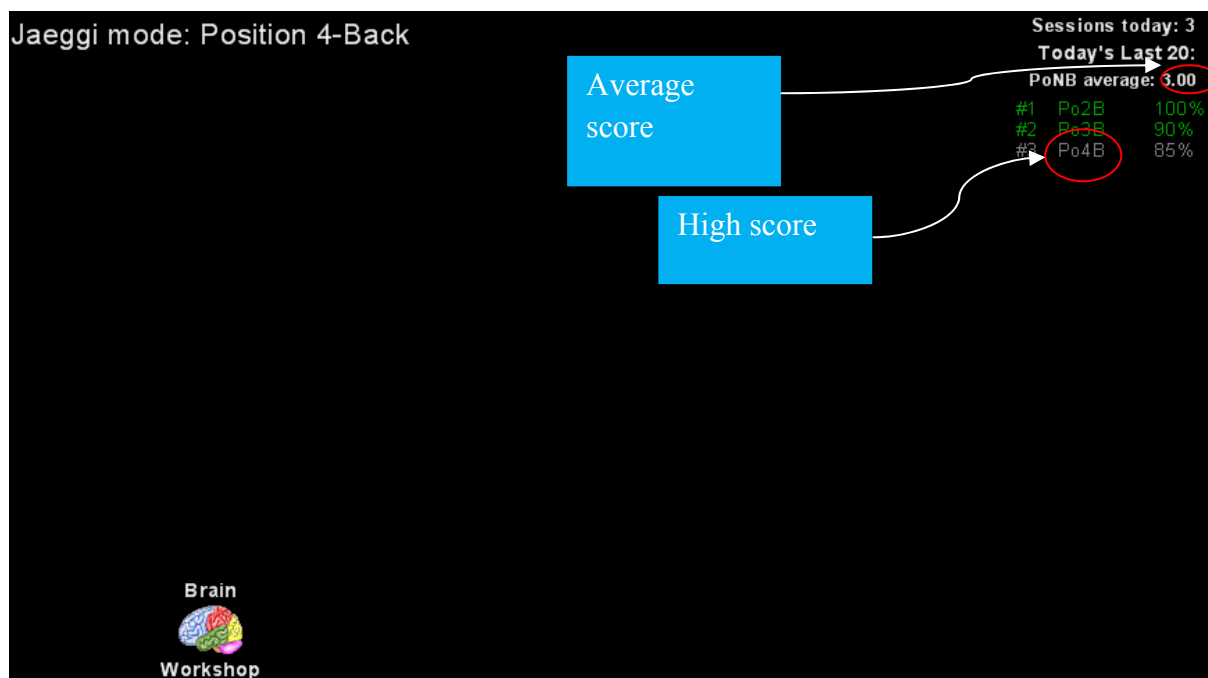 Jaeggi mode: Position 4-Back
Sessions today: 3
Today's Last 20:
PoNB average: 3.00
#1 Po2B 100%
#2 Po3B 90%
#3 Po4B 85%
Average
score
High score
Brain
Workshop